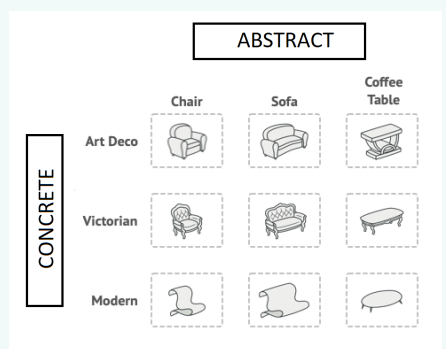 ABSTRACT
Chair
Sofa
Coffee
Table
Art Deco
CONCRETE
Victorian
Modern